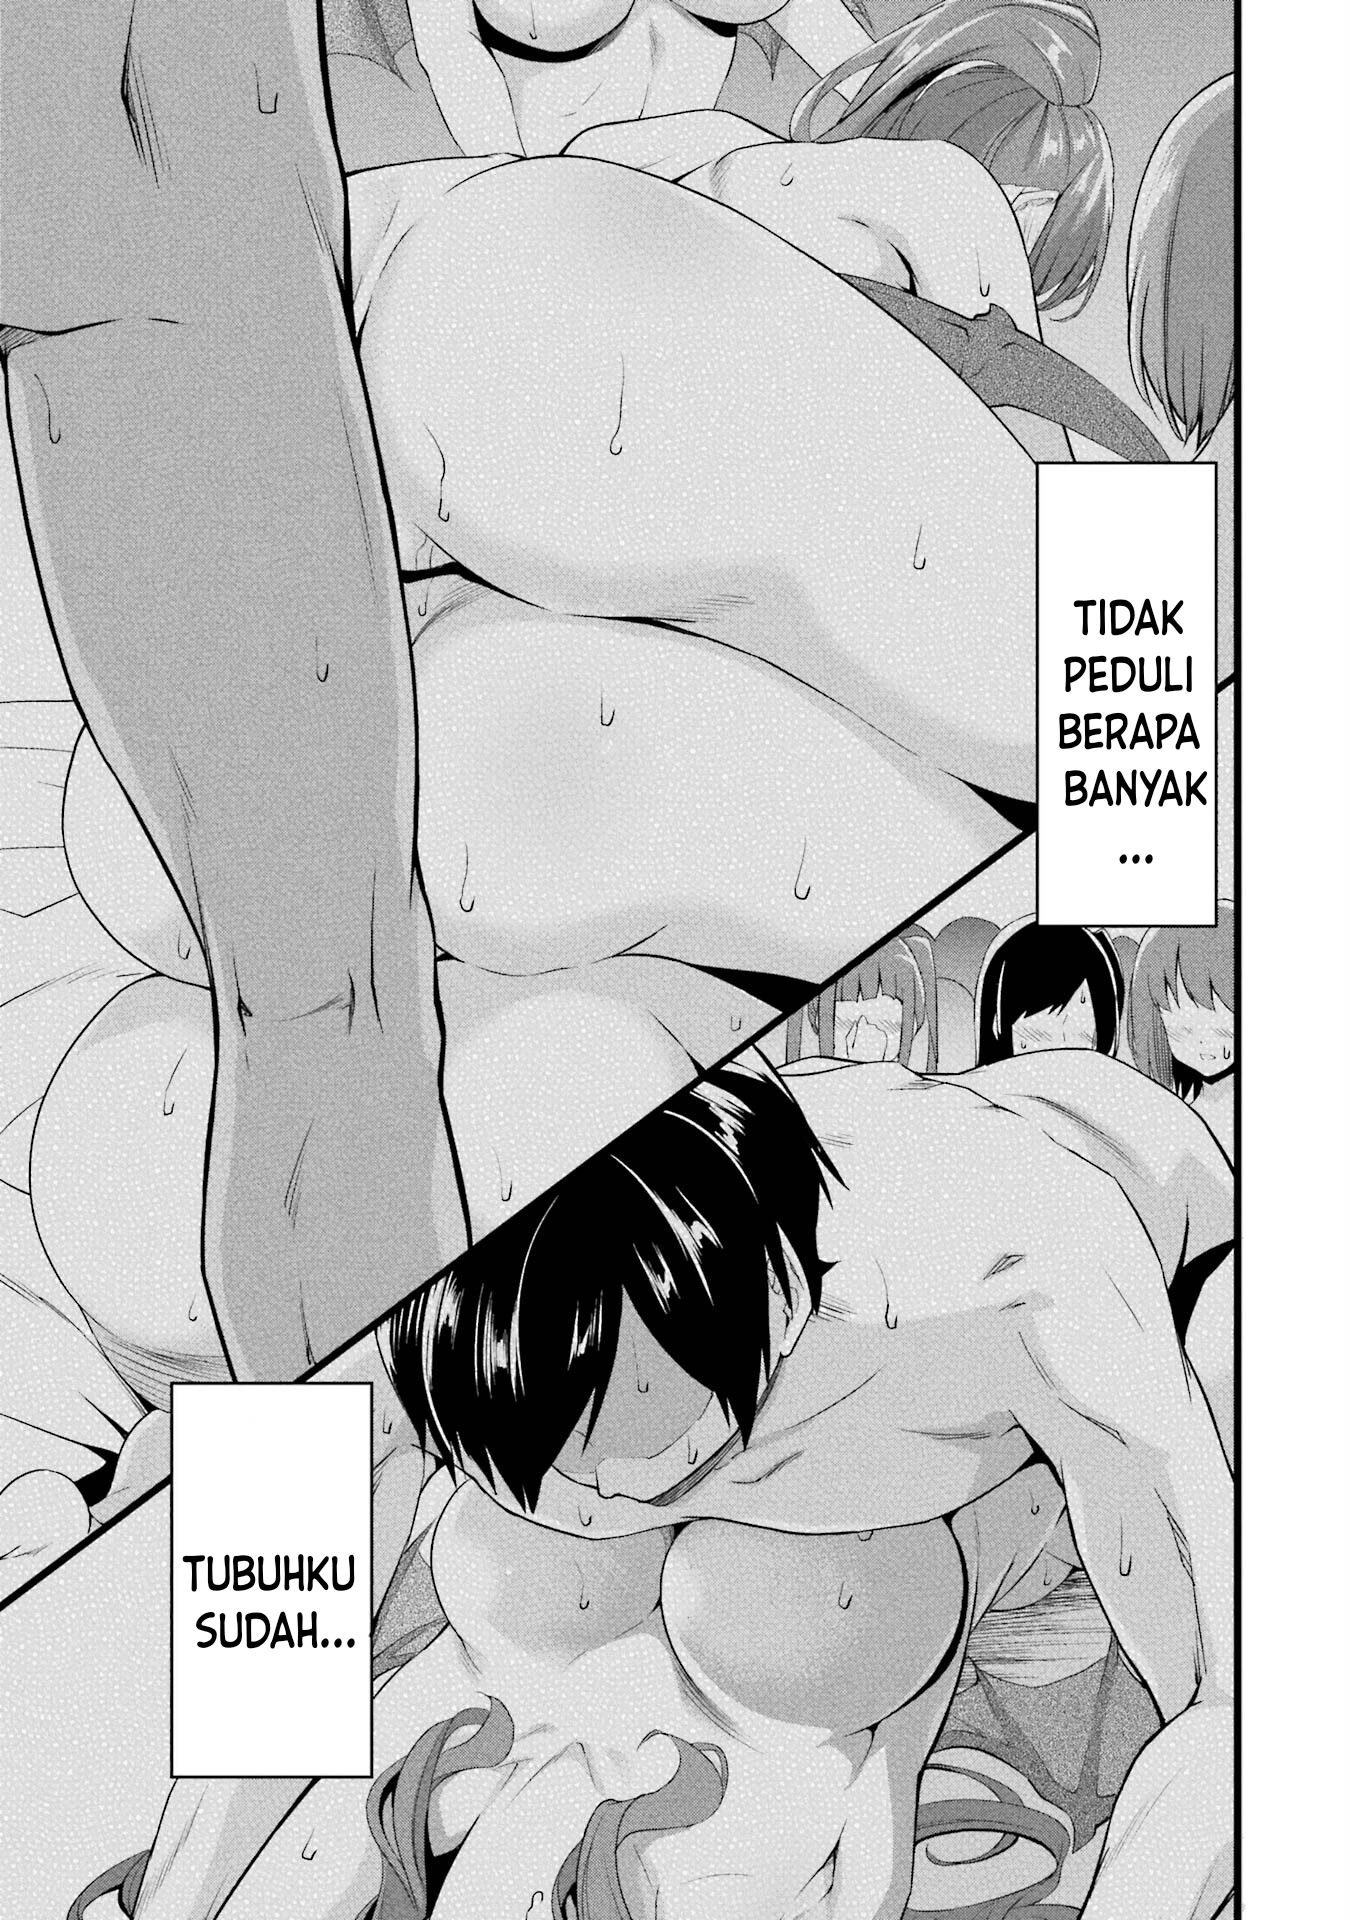 TIDAK
PEDULI
BERAPA
BANYAK
...
TUBUHKU
SUDAH...